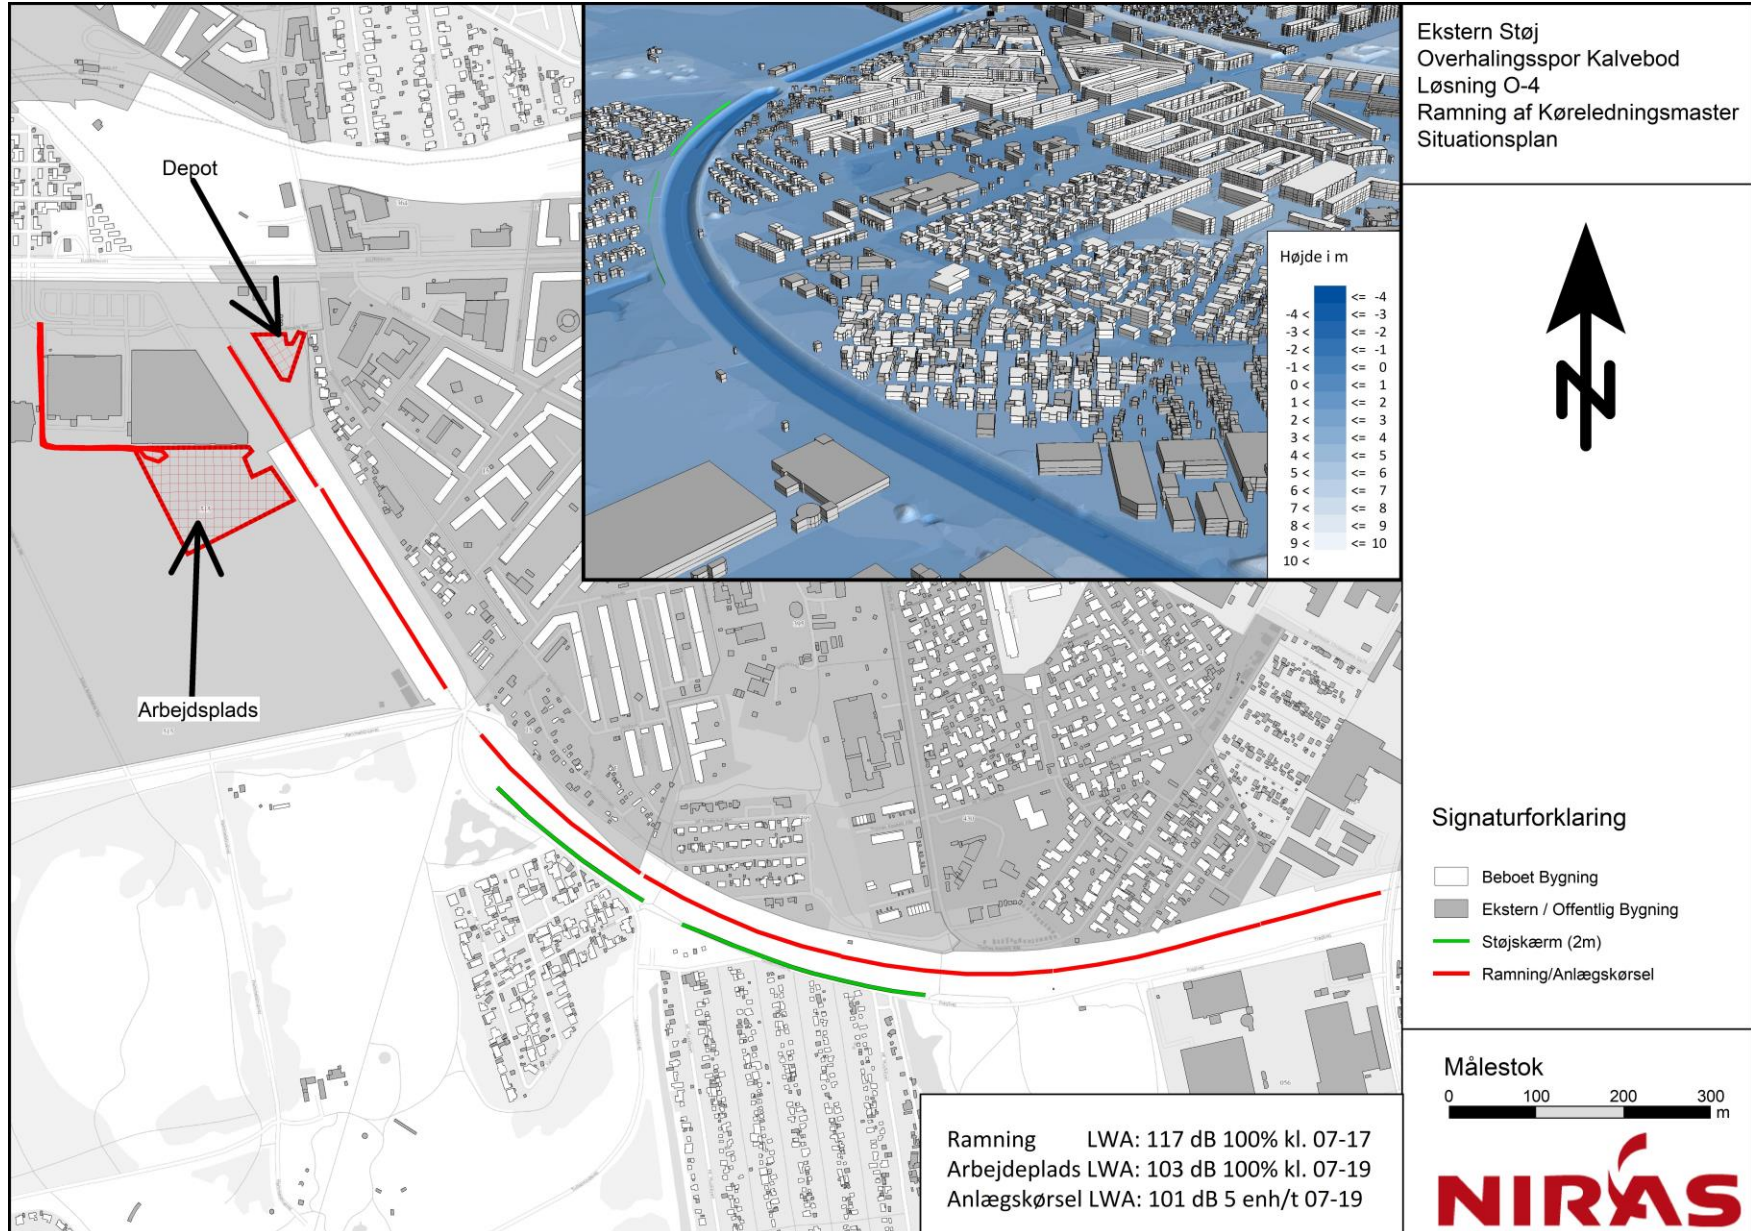 Ekstern Støj
Overhalingsspor Kalvebod
Løsning O-4
Ramning af Køreledningsmaster
Situationsplan
Depot
Arbejdsplads
Højde i m
<= -4
-4 < <= -3
-3 < <= -2
-2 < <= -1
-1 < <= 0
0 < <= 1
1 < <= 2
2 < <= 3
3 < <= 4
4 < <= 5
5 < <= 6
6 < <= 7
7 < <= 8
8 < <= 9
9 < <= 10
10 <
N
Signaturforklaring
Beboet Bygning
Ekstern / Offentlig Bygning
Støjskærm (2m)
Ramning/Anlægskørsel
Målestok
0 100 200 300
m
Ramning LWA: 117 dB 100% kl. 07-17
Arbejdeplads LWA: 103 dB 100% kl. 07-19
Anlægskørsel LWA: 101 dB 5 enh/t 07-19
NIRAS